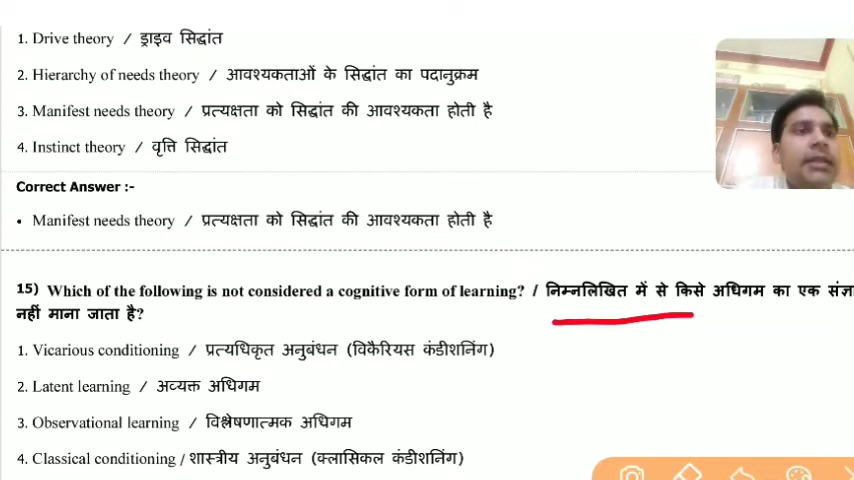 1. Drive theory / ड्राइव सिद्धांत
2. Hierarchy of needs theory / आवश्यकताओं के सिद्धांत का पदानुक्रम
3. Manifest needs theory / प्रत्यक्षता को सिद्धांत की आवश्यकता होती है
4. Instinct theory / वृत्ति सिद्धांत
Correct Answer :-
• Manifest needs theory / प्रत्यक्षता को सिद्धांत की आवश्यकता होती है
15) Which of the following is not considered a cognitive form of learning? / निम्नलिखित में से किसे अधिगम का एक
नहीं माना जाता है?
1. Vicarious conditioning / प्रत्यधिकृत अनुबंधन (विकैरियस कंडीशनिंग)
2. Latent learning / अव्यक्त अधिगम
3. Observational learning / विश्लेषणात्मक अधिगम
4. Classical conditioning / शास्त्रीय अनुबंधन (क्लासिकल कंडीशनिंग)